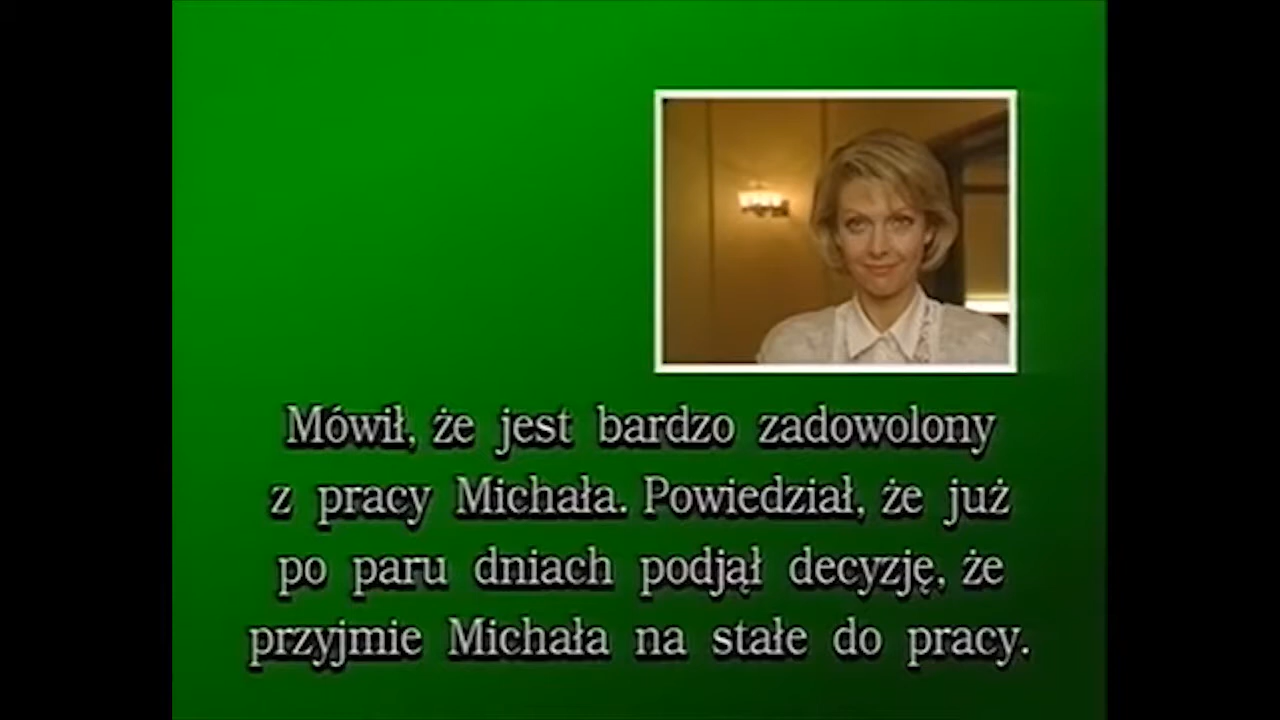 Mówił, że jest bardzo zadowolony
z pracy Michała. Powiedział, że już
po paru dniach podjął decyzję, że
przyjmie Michała na stałe do pracy.